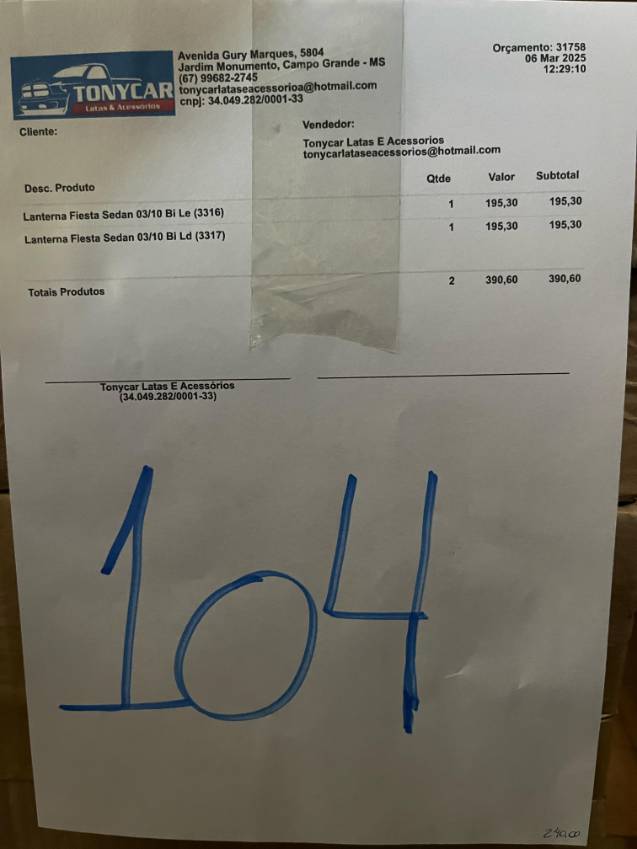 TONYCAR
Latas & Acessórios
Avenida Gury Marques, 5804
Jardim Monumento, Campo Grande - MS
(67) 99682-2745
tonycarlataseacessorioa@hotmail.com
cnpj: 34.049.282/0001-33
Orçamento: 31758
06 Mar 2025
12:29:10
Cliente:
Vendedor:
Tonycar Latas E Acessorios
tonycarlataseacessorios@hotmail.com
Desc. Produto Qtde Valor Subtotal
Lanterna Fiesta Sedan 03/10 Bi Le (3316) 1 195,30 195,30
Lanterna Fiesta Sedan 03/10 Bi Ld (3317) 1 195,30 195,30
Totais Produtos 2 390,60 390,60
Tonycar Latas E Acessórios
(34.049.282/0001-33)
104
240,00